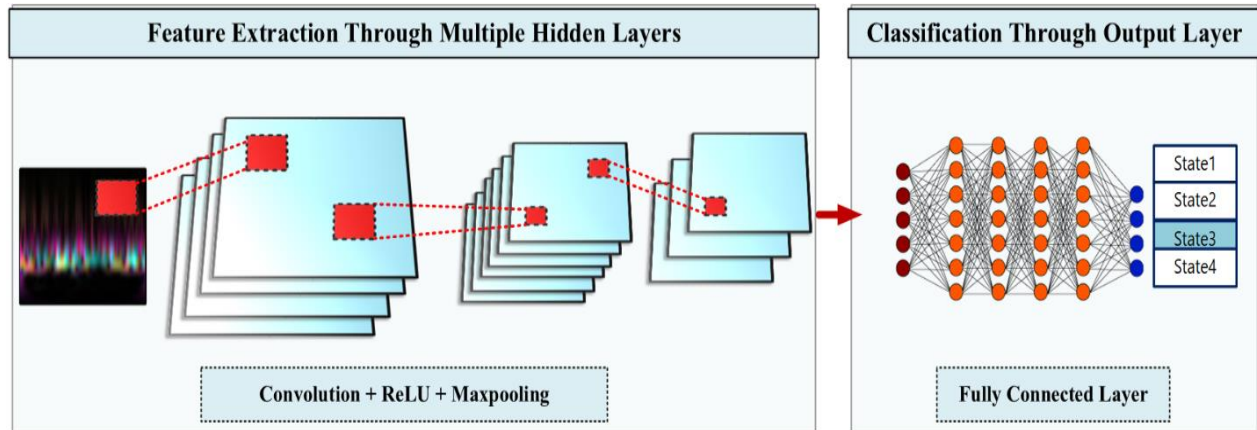 Feature Extraction Through Multiple Hidden Layers
Classification Through Output Layer
State1
State2
State3
State4
Convolution + ReLU + Maxpooling
Fully Connected Layer